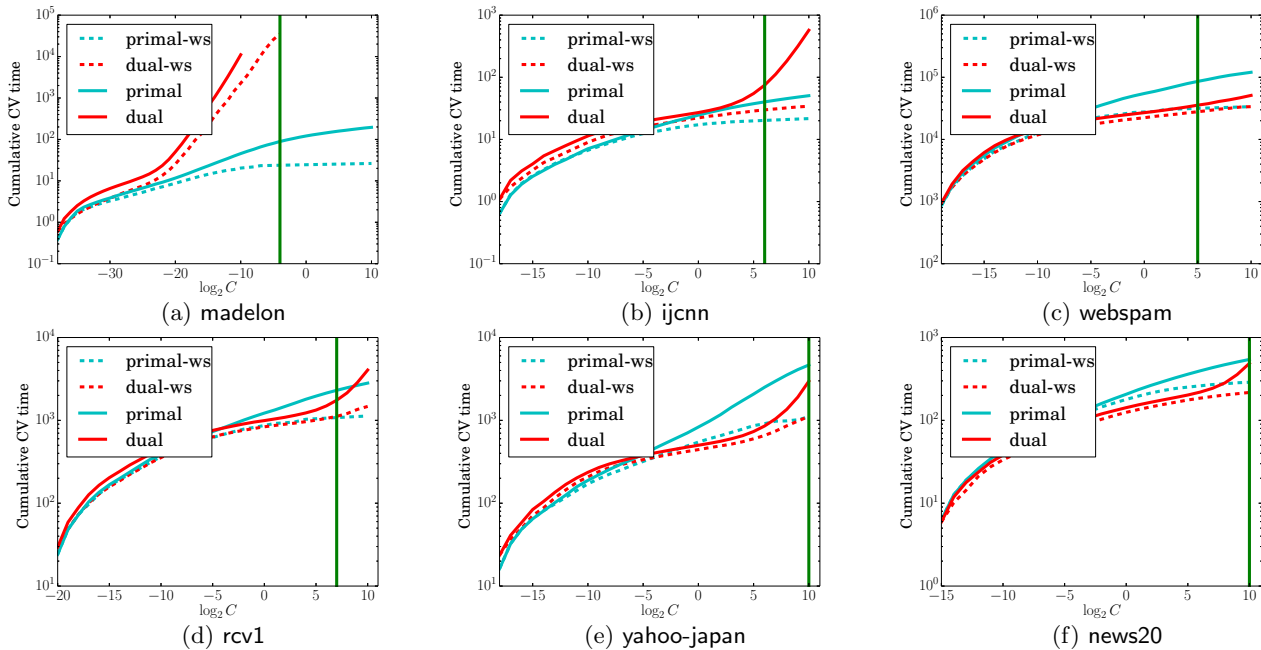 10^5
10^4
10^3
10^2
10^1
10^0
10^-1
Cumulative CV time
primal-ws
dual-ws
primal
dual
−30 −20 −10 0 10
log₂ C
(a) madelon
10^3
10^2
10^1
10^0
10^-1
Cumulative CV time
primal-ws
dual-ws
primal
dual
−15 −10 −5 0 5 10
log₂ C
(b) ijcnn
10^6
10^5
10^4
10^3
10^2
Cumulative CV time
primal-ws
dual-ws
primal
dual
−15 −10 −5 0 5 10
log₂ C
(c) webspam
10^4
10^3
10^2
10^1
Cumulative CV time
primal-ws
dual-ws
primal
dual
−20 −15 −10 −5 0 5 10
log₂ C
(d) rcv1
10^4
10^3
10^2
10^1
Cumulative CV time
primal-ws
dual-ws
primal
dual
−15 −10 −5 0 5 10
log₂ C
(e) yahoo-japan
10^3
10^2
10^1
10^0
Cumulative CV time
primal-ws
dual-ws
primal
dual
−15 −10 −5 0 5 10
log₂ C
(f) news20